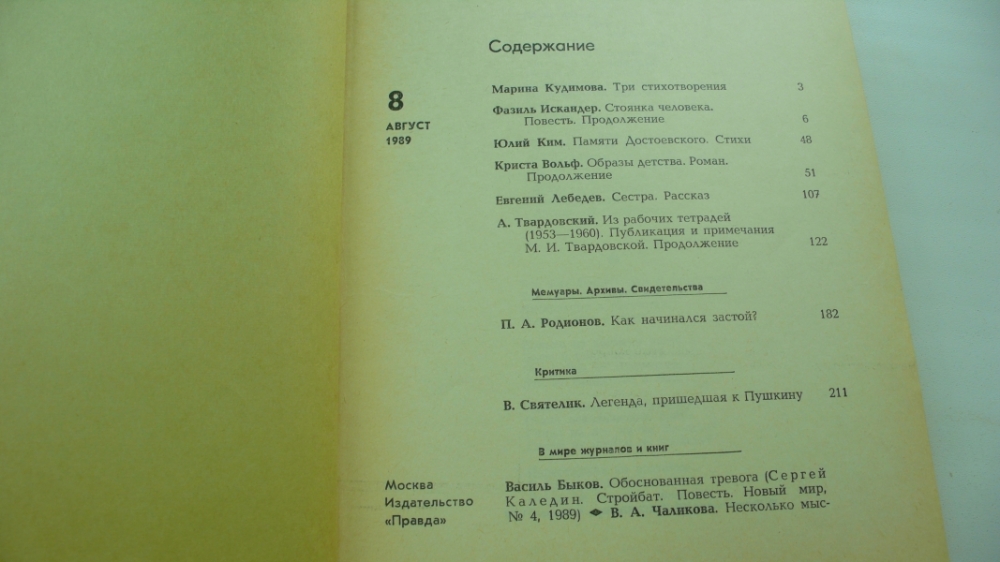 Содержание
8
АВГУСТ
1989
Марина Кудимова. Три стихотворения 3
Фазиль Искандер. Стоянка человека.
Повесть. Продолжение 6
Юлий Ким. Памяти Достоевского. Стихи 48
Криста Вольф. Образы детства. Роман.
Продолжение 51
Евгений Лебедев. Сестра. Рассказ 107
А. Твардовский. Из рабочих тетрадей
(1953—1960). Публикация и примечания
М. И. Твардовской. Продолжение 122
Мемуары. Архивы. Свидетельства
П. А. Родионов. Как начинался застой? 182
Критика
В. Святелик. Легенда, пришедшая к Пушкину 211
В мире журналов и книг
Москва
Издательство
«Правда»
Василь Быков. Обоснованная тревога (Сергей
Каледин. Стройбат. Повесть. Новый мир,
№ 4, 1989) ◆ В. А. Чаликова. Несколько мыс-